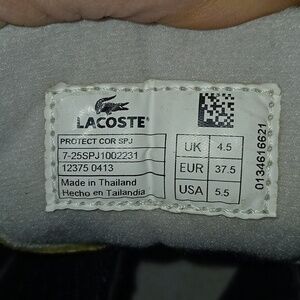 LACOSTE
PROTECT COR SPJ
7-25SPJ1002231
12375 0413
Made in Thailand
Hecho en Tailandia
UK 4.5
EUR 37.5
USA 5.5
0134616621